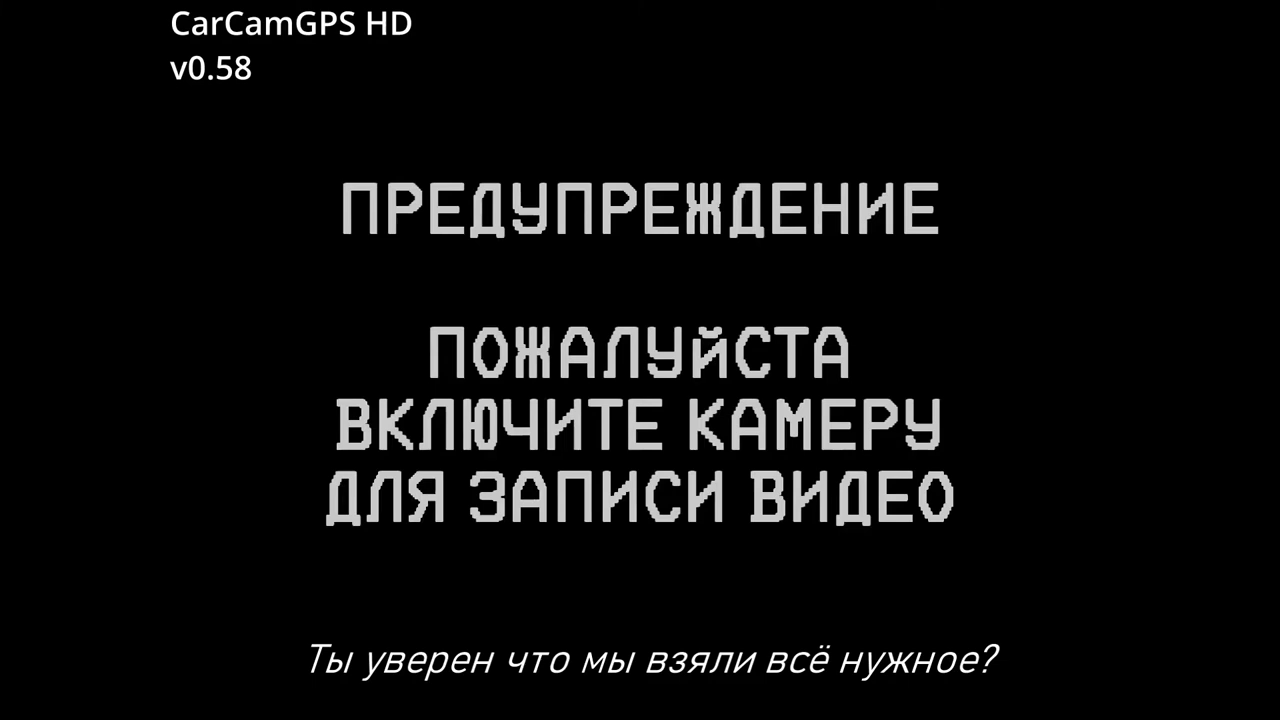 CarCamGPS HD
v0.58
ПРЕДУПРЕЖДЕНИЕ
ПОЖАЛУйСТА
ВКЛЮЧИТЕ КАМЕРУ
ДЛЯ ЗАПИСИ ВИДЕО
Ты уверен что мы взяли всё нужное?